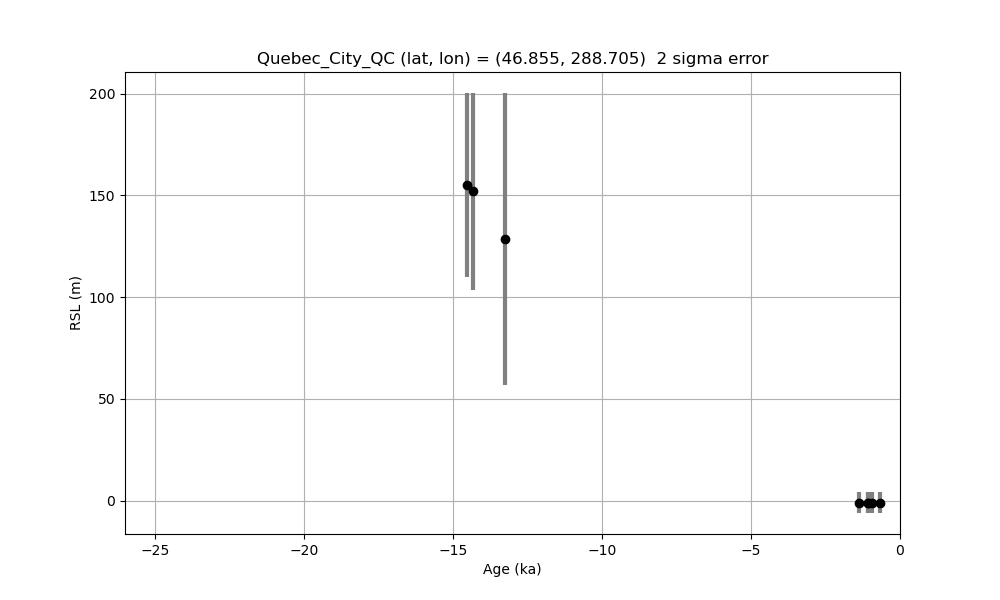 Quebec_City_QC (lat, lon) = (46.855, 288.705)  2 sigma error
200
150
100
50
0
RSL (m)
−25 −20 −15 −10 −5 0
Age (ka)